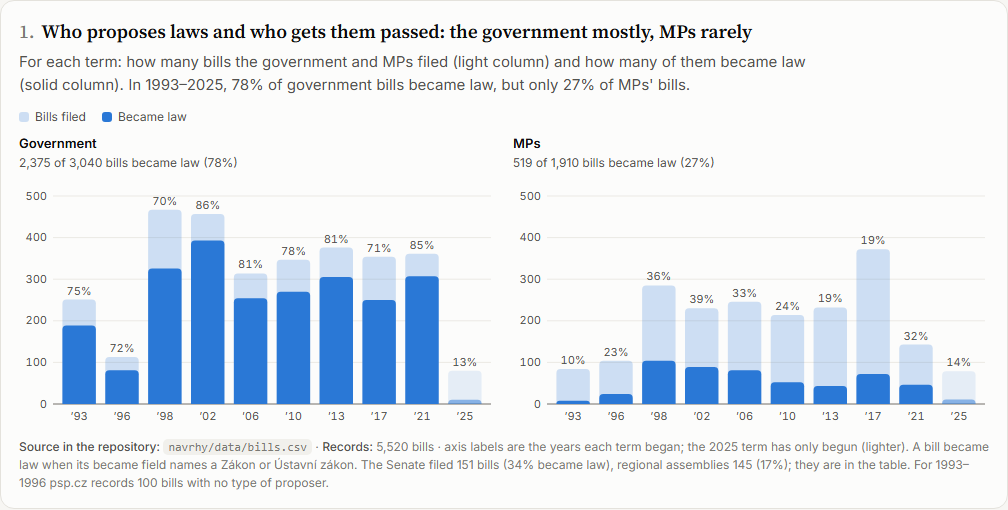 1. Who proposes laws and who gets them passed: the government mostly, MPs rarely
For each term: how many bills the government and MPs filed (light column) and how many of them became law
(solid column). In 1993–2025, 78% of government bills became law, but only 27% of MPs' bills.
Bills filed Became law
Government
2,375 of 3,040 bills became law (78%)
500
400
300
200
100
0
75%
72%
70%
86%
81%
78%
81%
71%
85%
13%
’93 ’96 ’98 ’02 ’06 ’10 ’13 ’17 ’21 ’25
MPs
519 of 1,910 bills became law (27%)
500
400
300
200
100
0
10%
23%
36%
39%
33%
24%
19%
19%
32%
14%
’93 ’96 ’98 ’02 ’06 ’10 ’13 ’17 ’21 ’25
Source in the repository: navrhy/data/bills.csv · Records: 5,520 bills · axis labels are the years each term began; the 2025 term has only begun (lighter). A bill became
law when its became field names a Zákon or Ústavní zákon. The Senate filed 151 bills (34% became law), regional assemblies 145 (17%); they are in the table. For 1993–
1996 psp.cz records 100 bills with no type of proposer.